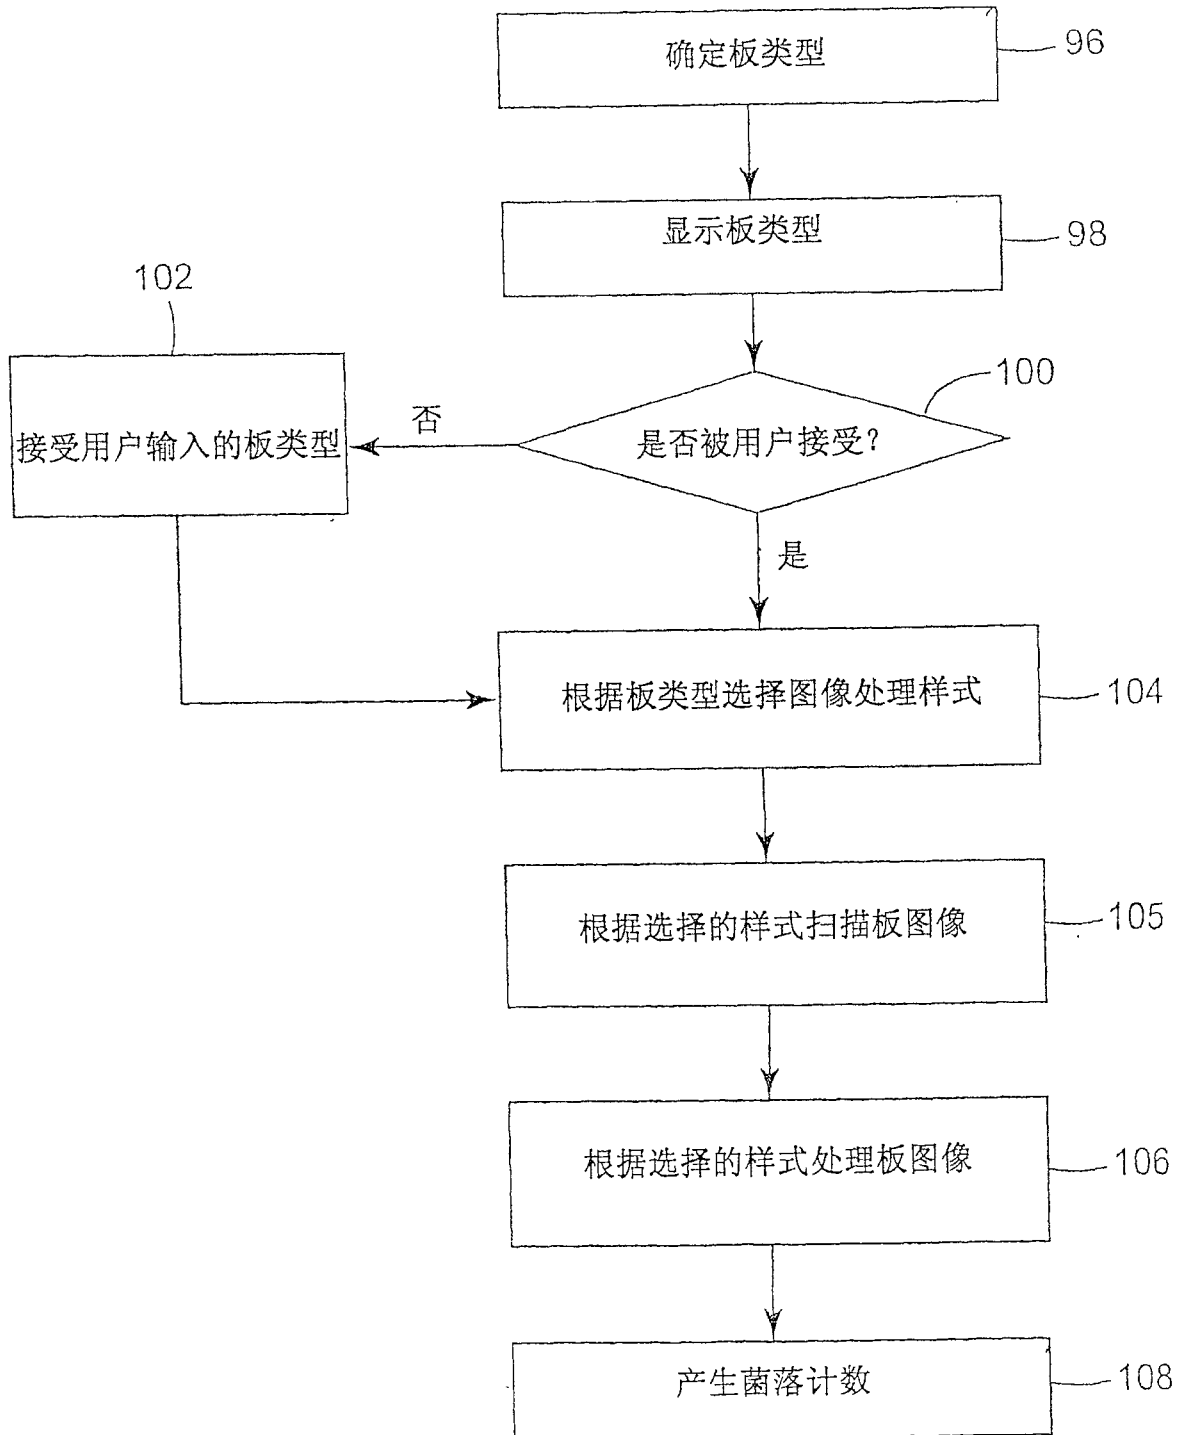 确定板类型
96
显示板类型
98
102
100
否
接受用户输入的板类型
是否被用户接受?
是
根据板类型选择图像处理样式
104
根据选择的样式扫描板图像
105
根据选择的样式处理板图像
106
产生菌落计数
108